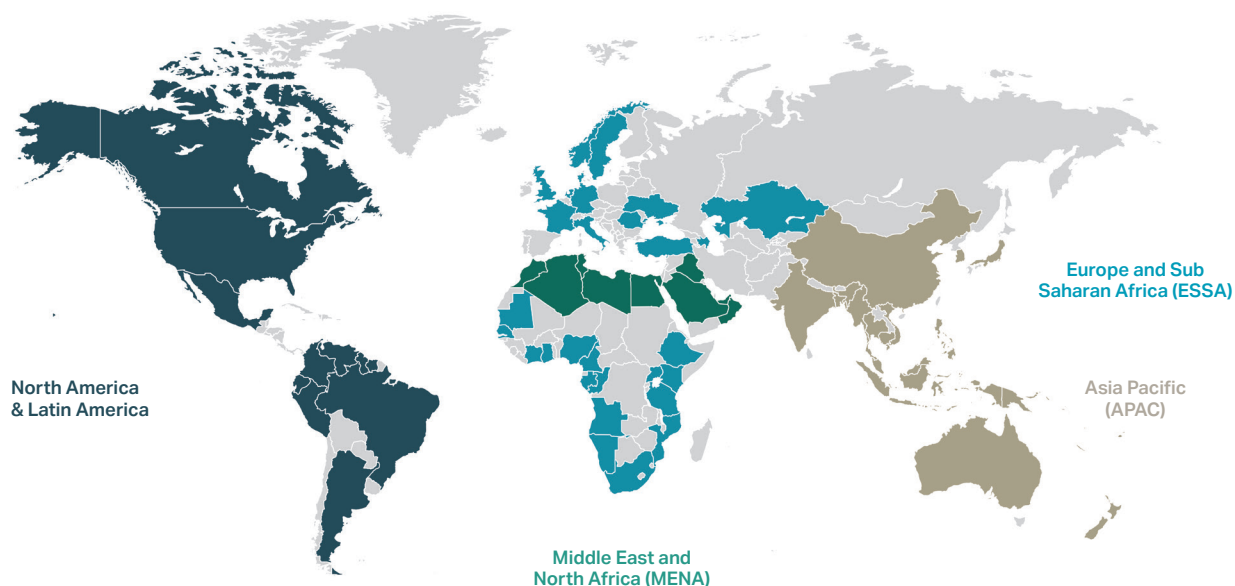 Europe and Sub
Saharan Africa (ESSA)
North America
& Latin America
Asia Pacific
(APAC)
Middle East and
North Africa (MENA)